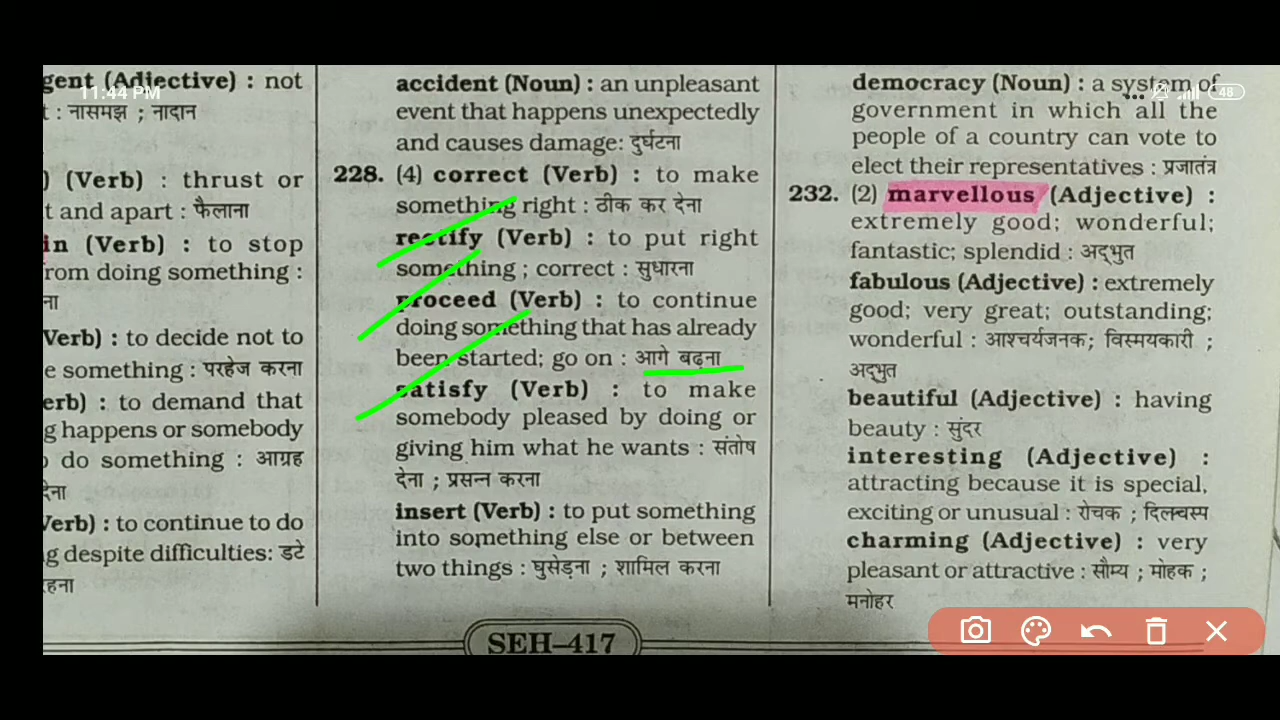 gent (Adjective) : not
t : नासमझ ; नादान
) (Verb) : thrust or
t and apart : फैलाना
in (Verb) : to stop
from doing something :
ना
Verb) : to decide not to
e something : परहेज करना
erb) : to demand that
g happens or somebody
o do something : आग्रह
देना
Verb) : to continue to do
g despite difficulties: डटे
रहना
accident (Noun) : an unpleasant
event that happens unexpectedly
and causes damage: दुर्घटना
228. (4) correct (Verb) : to make
something right : ठीक कर देना
rectify (Verb) : to put right
something ; correct : सुधारना
proceed (Verb) : to continue
doing something that has already
been started; go on : आगे बढ़ना
satisfy (Verb) : to make
somebody pleased by doing or
giving him what he wants : संतोष
देना ; प्रसन्न करना
insert (Verb) : to put something
into something else or between
two things : घुसेड़ना ; शामिल करना
democracy (Noun) : a system of
government in which all the
people of a country can vote to
elect their representatives : प्रजातंत्र
232. (2) marvellous (Adjective) :
extremely good; wonderful;
fantastic; splendid : अद्भुत
fabulous (Adjective) : extremely
good; very great; outstanding;
wonderful : आश्चर्यजनक; विस्मयकारी ;
अद्भुत
beautiful (Adjective) : having
beauty : सुंदर
interesting (Adjective) :
attracting because it is special,
exciting or unusual : रोचक ; दिलचस्प
charming (Adjective) : very
pleasant or attractive : सौम्य ; मोहक ;
मनोहर
SEH–417
11:44 PM
48